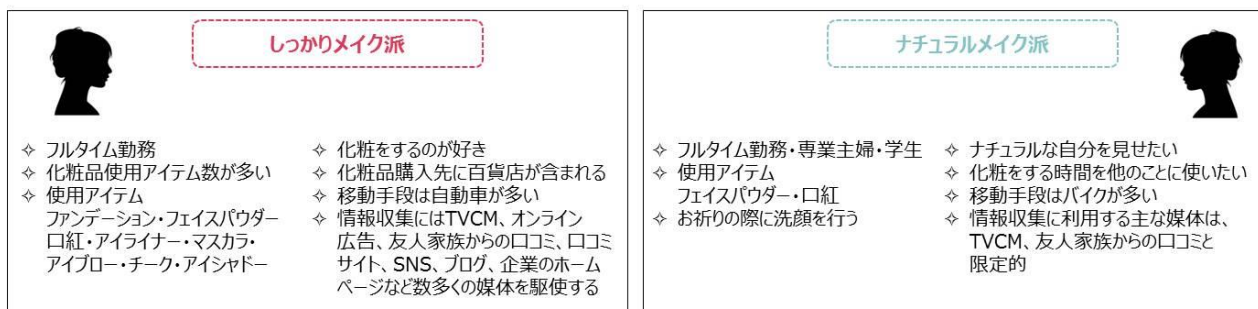 しっかりメイク派
✧ フルタイム勤務
✧ 化粧品使用アイテム数が多い
✧ 使用アイテム
ファンデーション・フェイスパウダー
口紅・アイライナー・マスカラ・
アイブロー・チーク・アイシャドー
✧ 化粧をするのが好き
✧ 化粧品購入先に百貨店が含まれる
✧ 移動手段は自動車が多い
✧ 情報収集にはTVCM、オンライン
広告、友人家族からの口コミ、口コミ
サイト、SNS、ブログ、企業のホーム
ページなど数多くの媒体を駆使する
ナチュラルメイク派
✧ フルタイム勤務・専業主婦・学生
✧ 使用アイテム
フェイスパウダー・口紅
✧ お祈りの際に洗顔を行う
✧ ナチュラルな自分を見せたい
✧ 化粧をする時間を他のことに使いたい
✧ 移動手段はバイクが多い
✧ 情報収集に利用する主な媒体は、
TVCM、友人家族からの口コミと
限定的